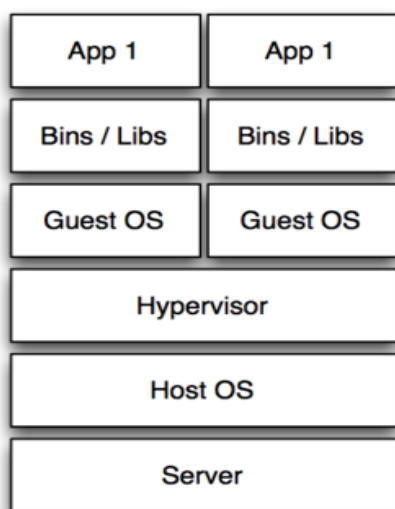 App 1 App 1
Bins / Libs Bins / Libs
Guest OS Guest OS
Hypervisor
Host OS
Server